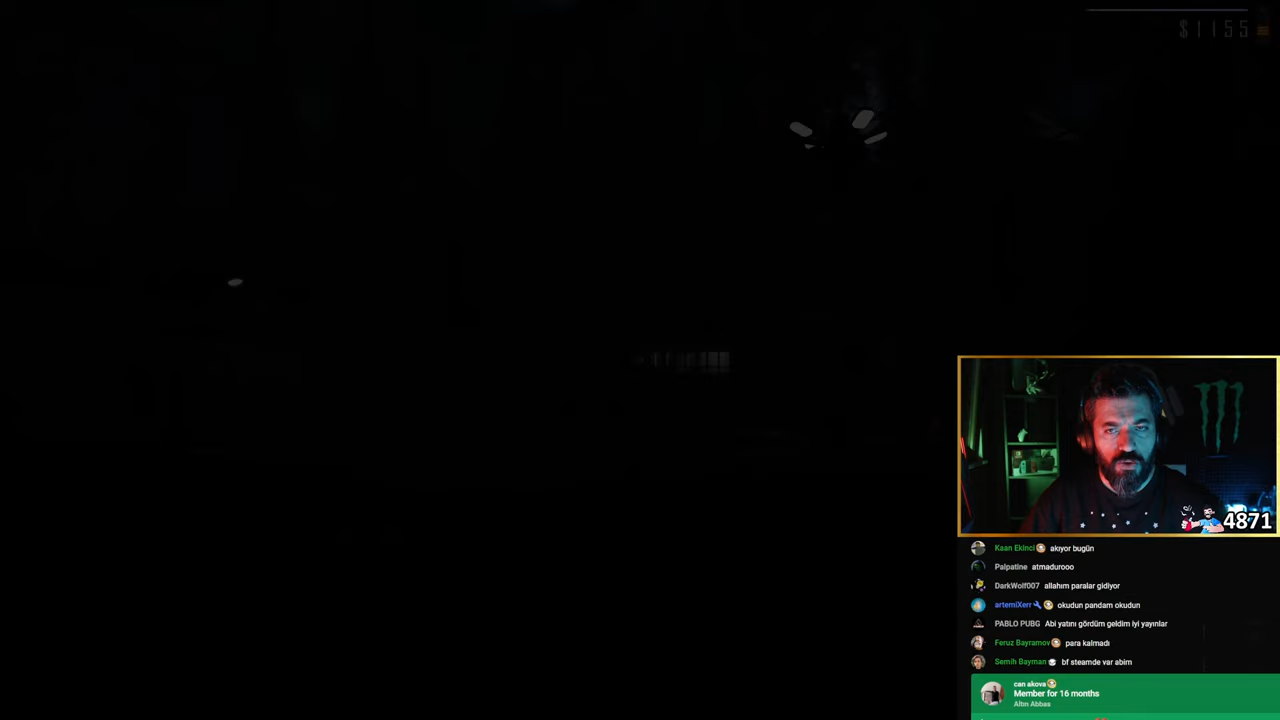 $1155
4871
Kaan Ekinci akıyor bugün
Palpatine atmadurooo
DarkWolf007 allahım paralar gidiyor
artemiXerr okudun pandam okudun
PABLO PUBG Abi yatını gördüm geldim iyi yayınlar
Feruz Bayramov para kalmadı
Semih Bayman bf steamde var abim
can akova
Member for 16 months
Altın Abbas